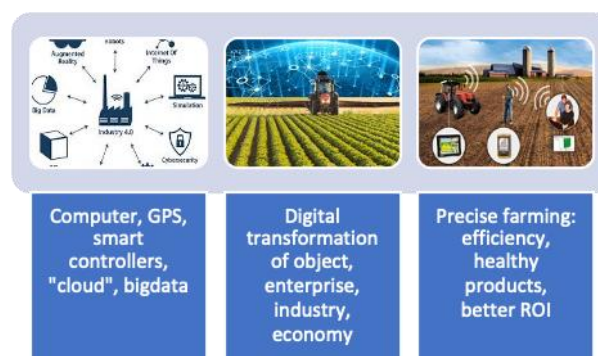 Augmented
Reality
Robots
Internet Of
Things
Big Data
Simulation
Industry 4.0
Cybersecurity
Computer, GPS,
smart
controllers,
"cloud", bigdata
Digital
transformation
of object,
enterprise,
industry,
economy
Precise farming:
efficiency,
healthy
products,
better ROI